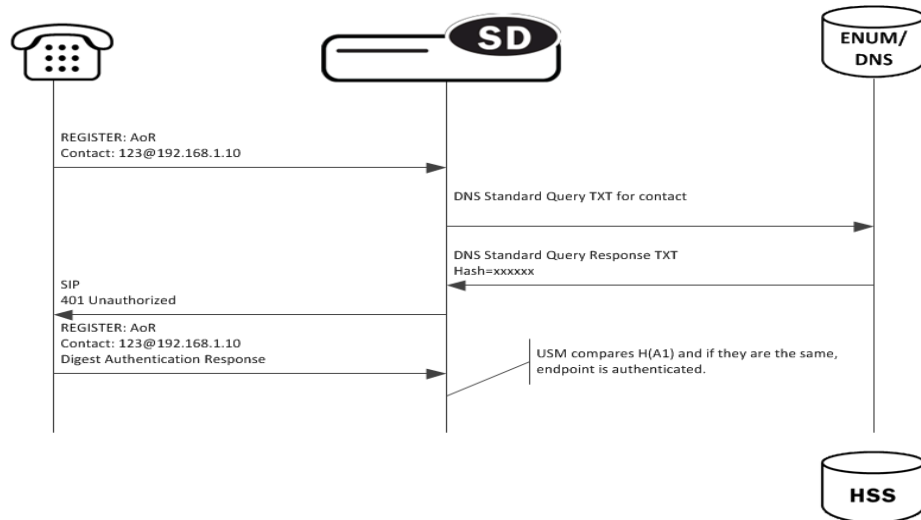 SD
ENUM/
DNS
REGISTER: AoR
Contact: 123@192.168.1.10
DNS Standard Query TXT for contact
DNS Standard Query Response TXT
Hash=xxxxxx
SIP
401 Unauthorized
REGISTER: AoR
Contact: 123@192.168.1.10
Digest Authentication Response
USM compares H(A1) and if they are the same,
endpoint is authenticated.
HSS